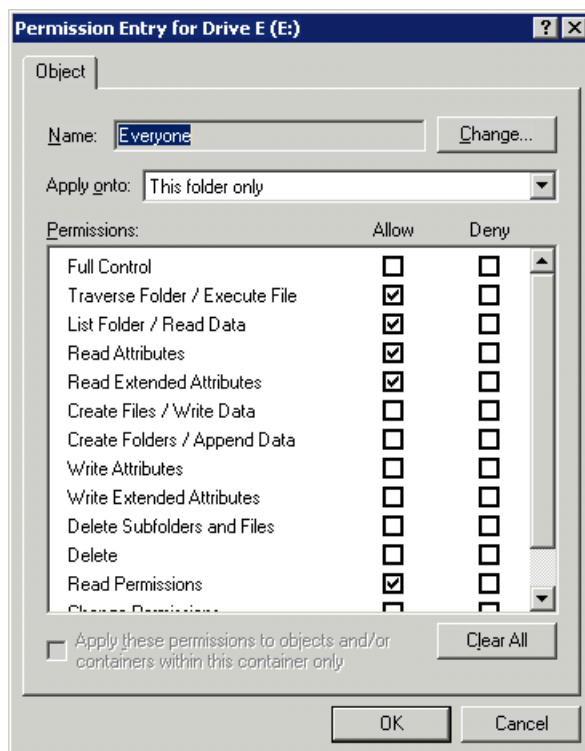 Permission Entry for Drive E (E:)
Object
Name: Everyone Change...
Apply onto: This folder only
Permissions: Allow Deny
Full Control
Traverse Folder / Execute File
List Folder / Read Data
Read Attributes
Read Extended Attributes
Create Files / Write Data
Create Folders / Append Data
Write Attributes
Write Extended Attributes
Delete Subfolders and Files
Delete
Read Permissions
Change Permissions
Apply these permissions to objects and/or
containers within this container only
Clear All
OK Cancel